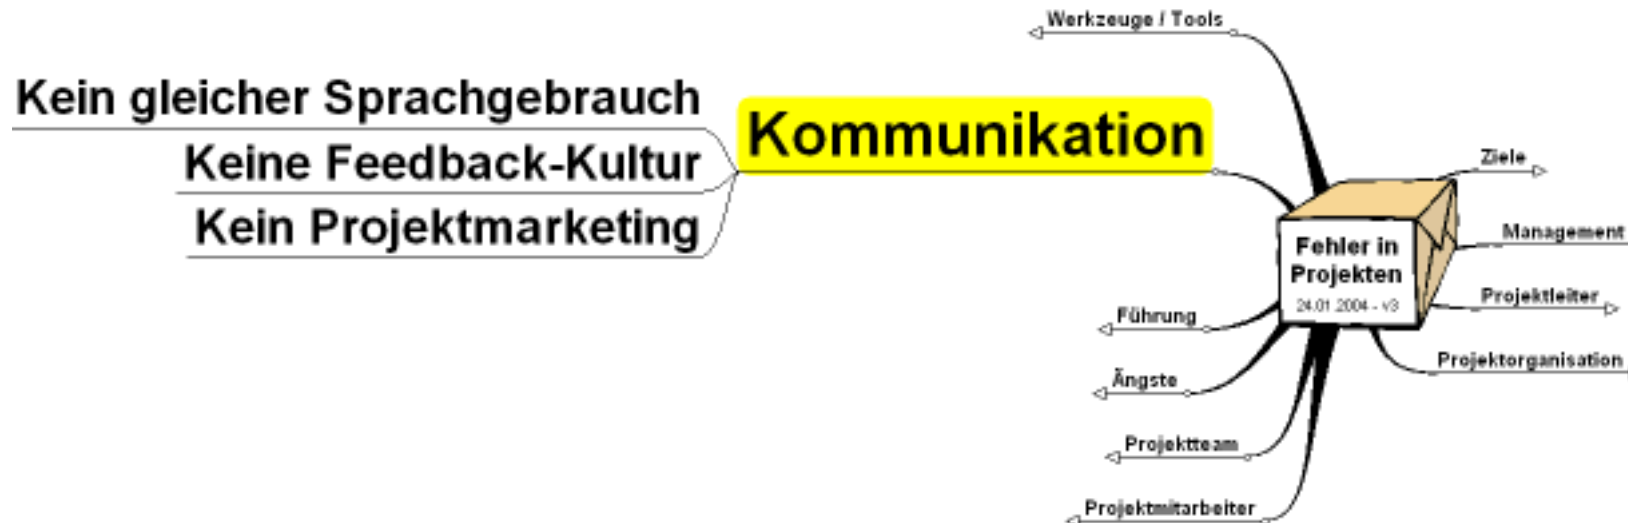 Werkzeuge / Tools
Kein gleicher Sprachgebrauch
Keine Feedback-Kultur
Kein Projektmarketing
Kommunikation
Führung
Ängste
Projektteam
Projektmitarbeiter
Fehler in
Projekten
24.01.2004 - v3
Ziele
Management
Projektleiter
Projektorganisation